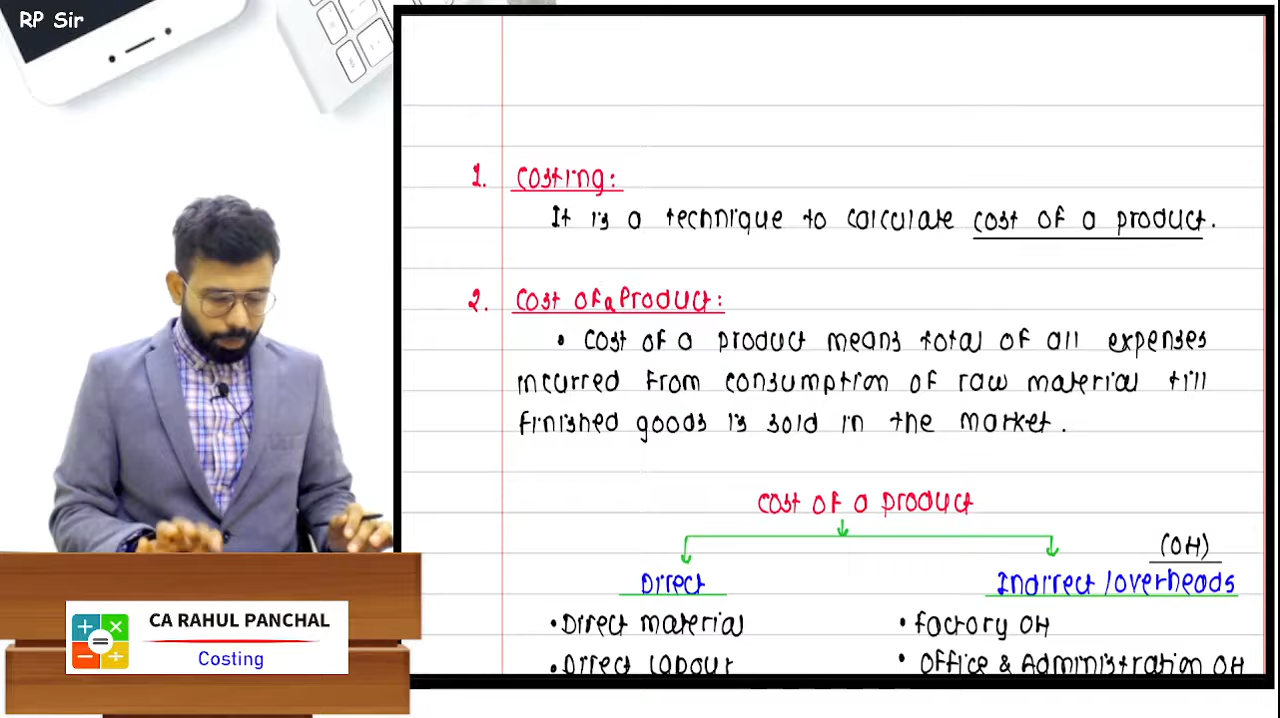 RP Sir
1. Costing:
It is a technique to calculate cost of a product.
2. Cost of a Product:
• Cost of a product means total of all expenses
incurred from consumption of raw material till
finished goods is sold in the market.
Cost of a product
(OH)
Direct
Indirect / overheads
• Direct material
• Factory OH
• Direct labour
• Office & Administration OH
CA RAHUL PANCHAL
Costing